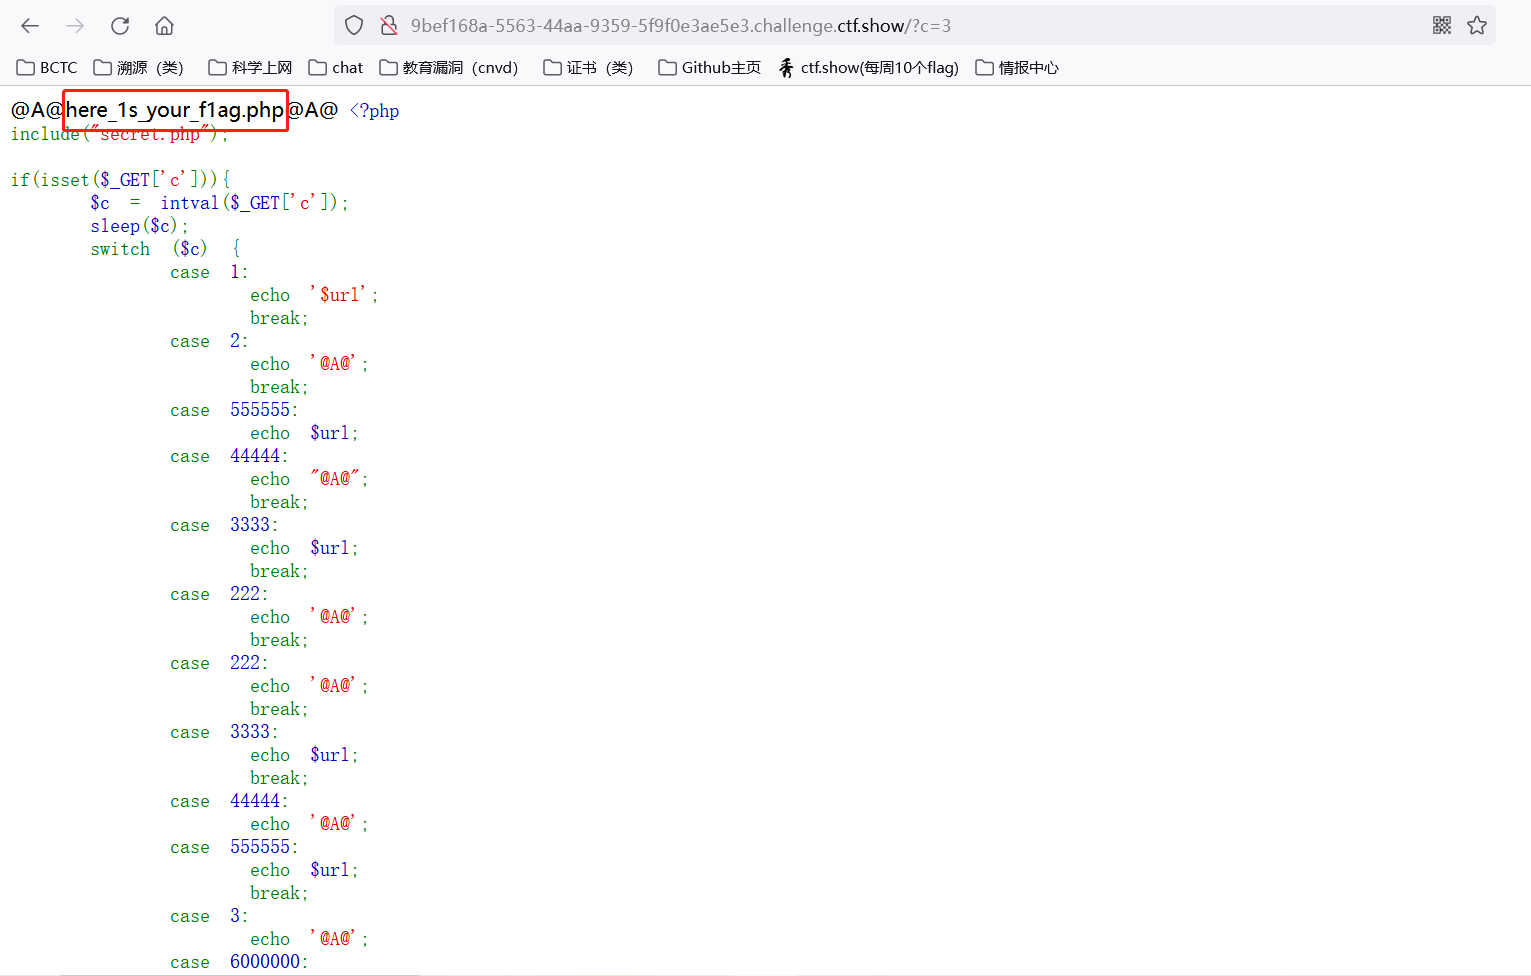 9bef168a-5563-44aa-9359-5f9f0e3ae5e3.challenge.ctf.show/?c=3
BCTC 溯源（类） 科学上网 chat 教育漏洞（cnvd） 证书（类） Github主页 ctf.show(每周10个flag) 情报中心
@A@here_1s_your_f1ag.php@A@ <?php
include("secret.php");
if(isset($_GET['c'])){
$c = intval($_GET['c']);
sleep($c);
switch ($c) {
case 1:
echo '$url';
break;
case 2:
echo '@A@';
break;
case 555555:
echo $url;
case 44444:
echo "@A@";
break;
case 3333:
echo $url;
break;
case 222:
echo '@A@';
break;
case 222:
echo '@A@';
break;
case 3333:
echo $url;
break;
case 44444:
echo '@A@';
case 555555:
echo $url;
break;
case 3:
echo '@A@';
case 6000000: